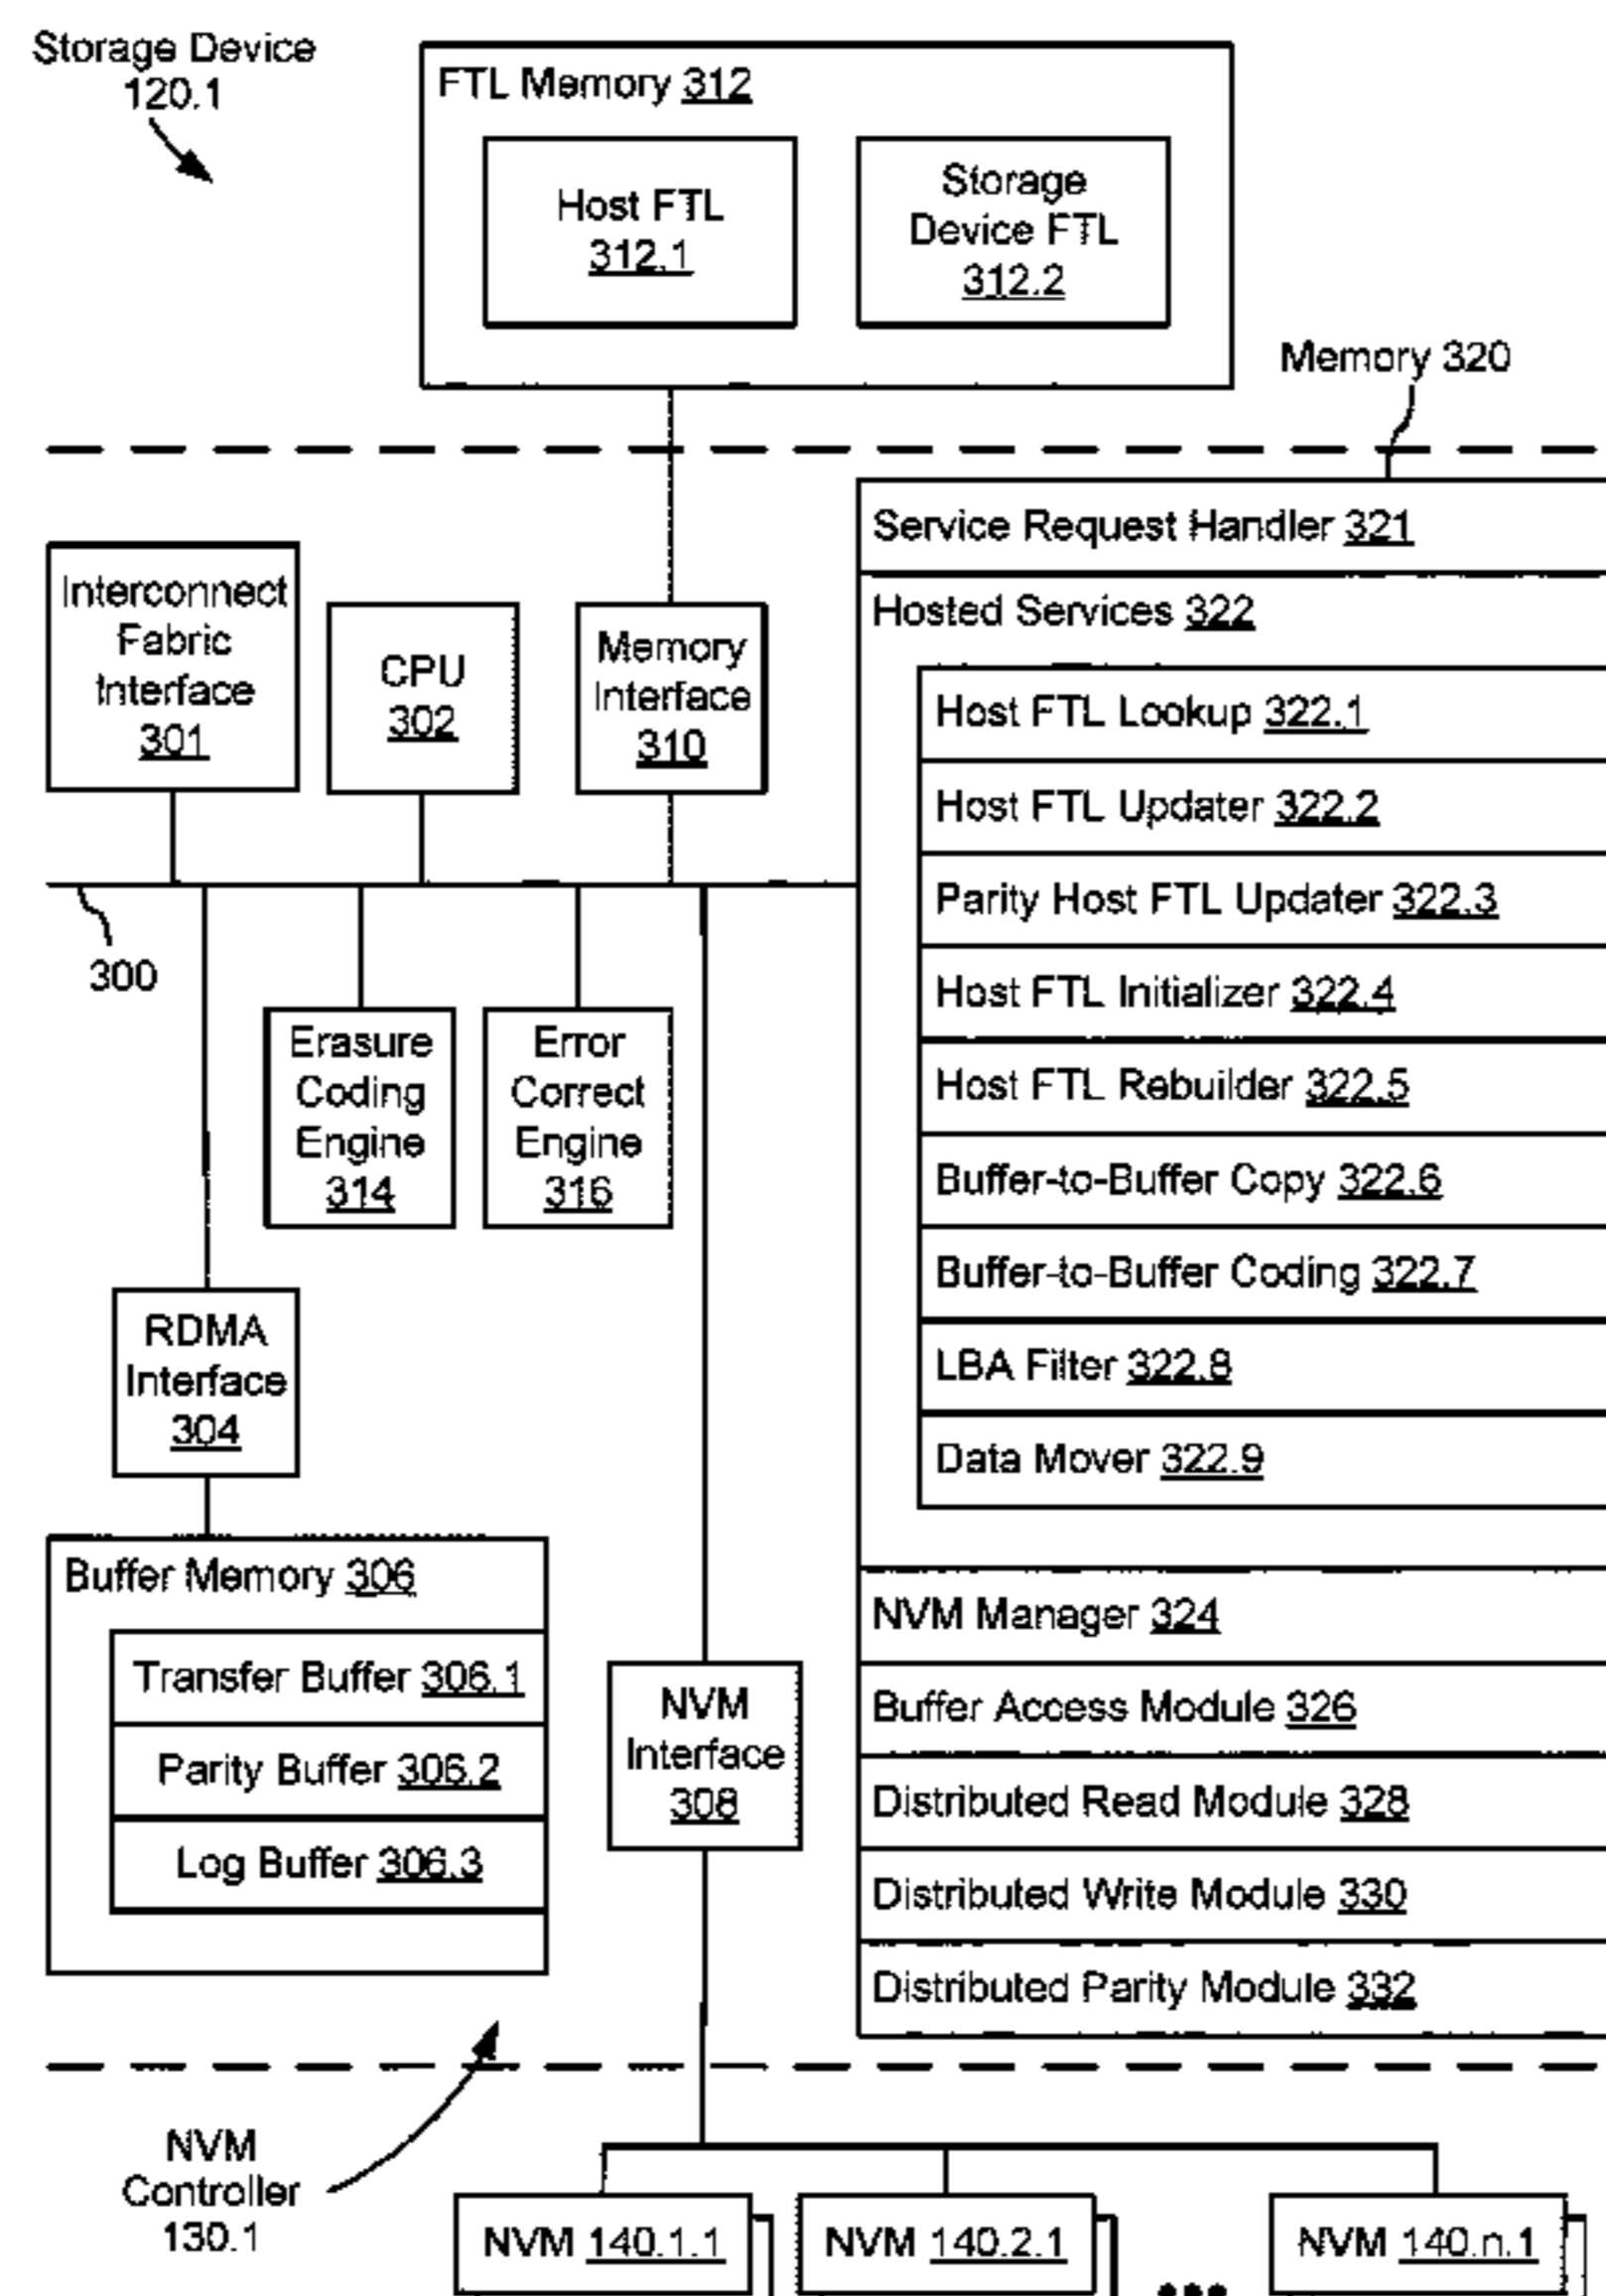 Storage Device
120.1
FTL Memory 312
Host FTL
312.1
Storage
Device FTL
312.2
Memory 320
Interconnect
Fabric
Interface
301
CPU
302
Memory
Interface
310
300
Erasure
Coding
Engine
314
Error
Correct
Engine
316
RDMA
Interface
304
Buffer Memory 306
Transfer Buffer 306.1
Parity Buffer 306.2
Log Buffer 306.3
NVM
Interface
308
Service Request Handler 321
Hosted Services 322
Host FTL Lookup 322.1
Host FTL Updater 322.2
Parity Host FTL Updater 322.3
Host FTL Initializer 322.4
Host FTL Rebuilder 322.5
Buffer-to-Buffer Copy 322.6
Buffer-to-Buffer Coding 322.7
LBA Filter 322.8
Data Mover 322.9
NVM Manager 324
Buffer Access Module 326
Distributed Read Module 328
Distributed Write Module 330
Distributed Parity Module 332
NVM
Controller
130.1
NVM 140.1.1
NVM 140.2.1
•••
NVM 140.n.1